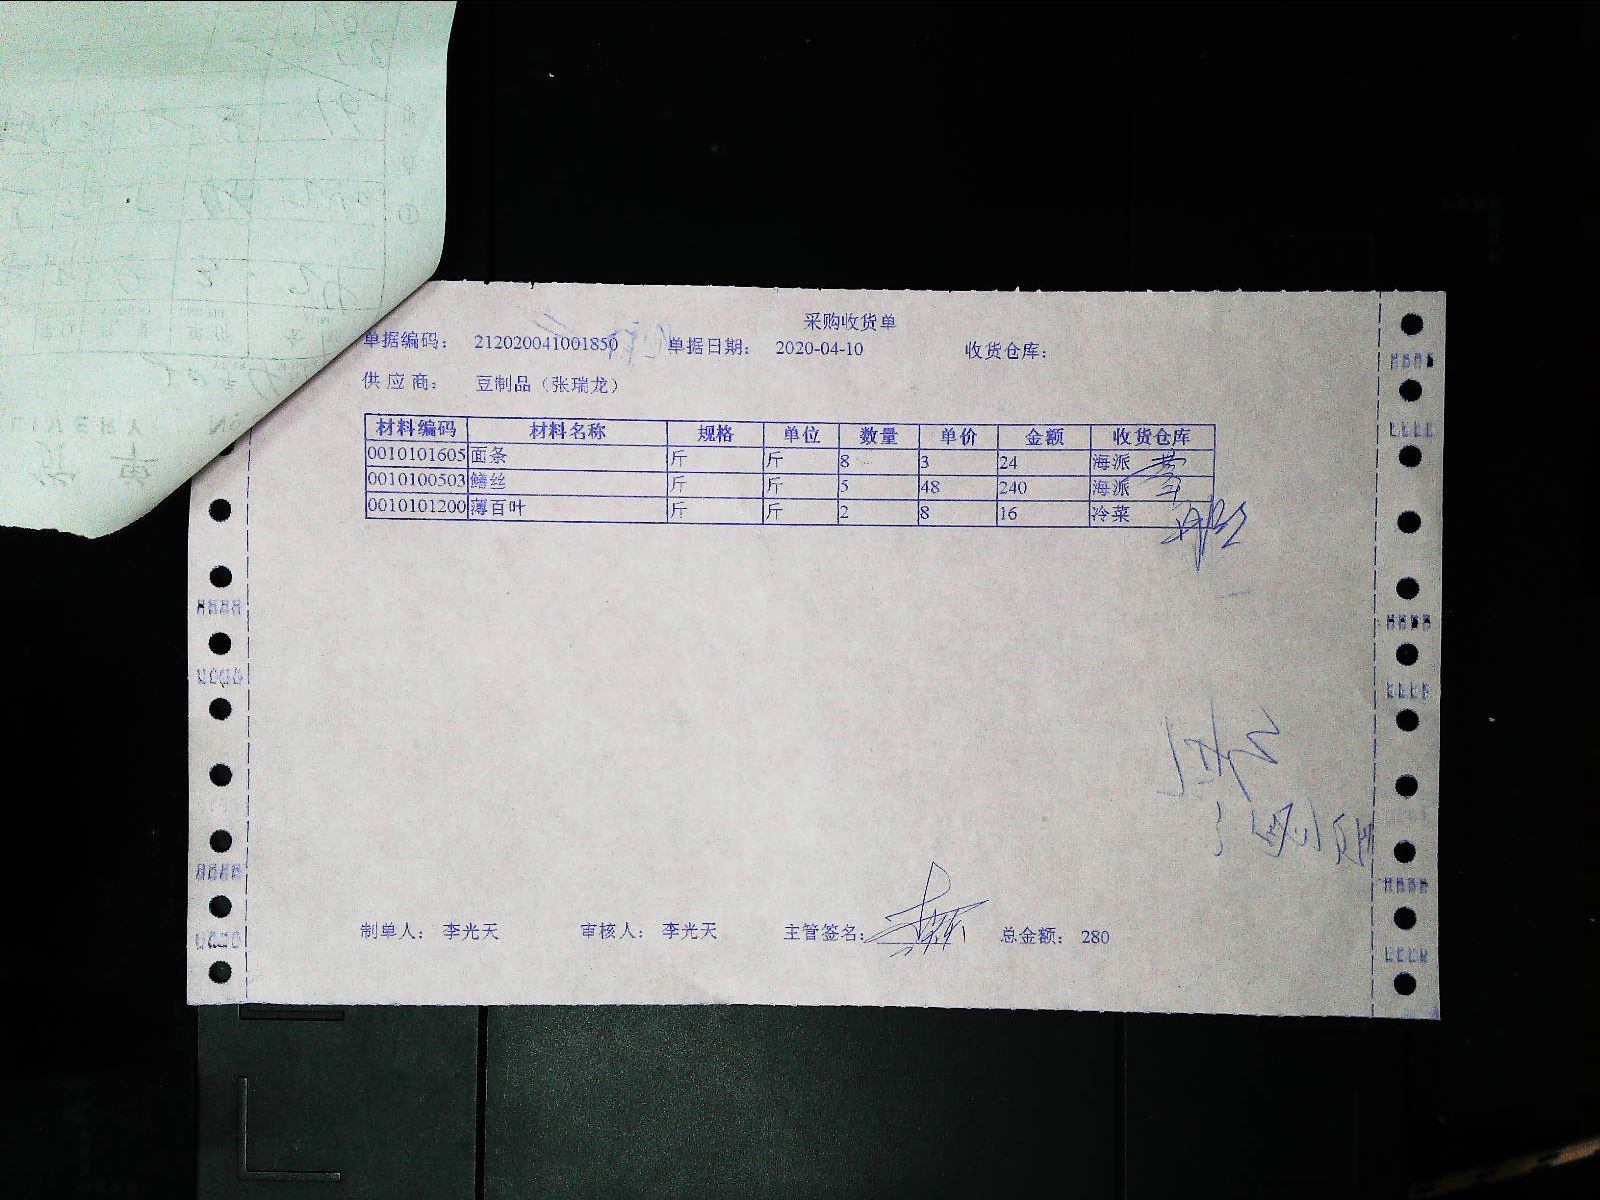 采购收货单
单据编码： 212020041001850 单据日期： 2020-04-10 收货仓库：
供 应 商： 豆制品（张瑞龙）
材料编码 材料名称 规格 单位 数量 单价 金额 收货仓库
0010101605 面条 斤 斤 8 3 24 海派
0010100503 鳝丝 斤 斤 5 48 240 海派
0010101200 薄百叶 斤 斤 2 8 16 冷菜
制单人： 李光天 审核人： 李光天 主管签名： 总金额： 280